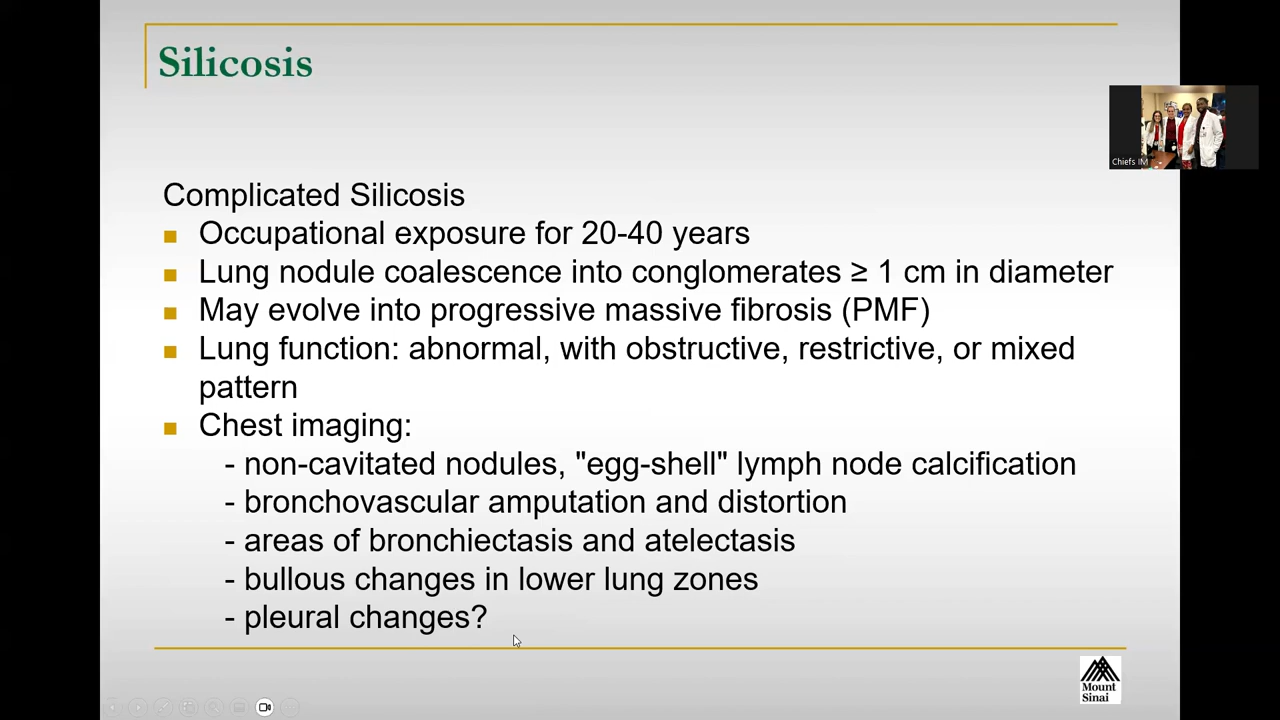 Silicosis
Chiefs IM
Complicated Silicosis
Occupational exposure for 20-40 years
Lung nodule coalescence into conglomerates ≥ 1 cm in diameter
May evolve into progressive massive fibrosis (PMF)
Lung function: abnormal, with obstructive, restrictive, or mixed
pattern
Chest imaging:
- non-cavitated nodules, "egg-shell" lymph node calcification
- bronchovascular amputation and distortion
- areas of bronchiectasis and atelectasis
- bullous changes in lower lung zones
- pleural changes?
Mount
Sinai